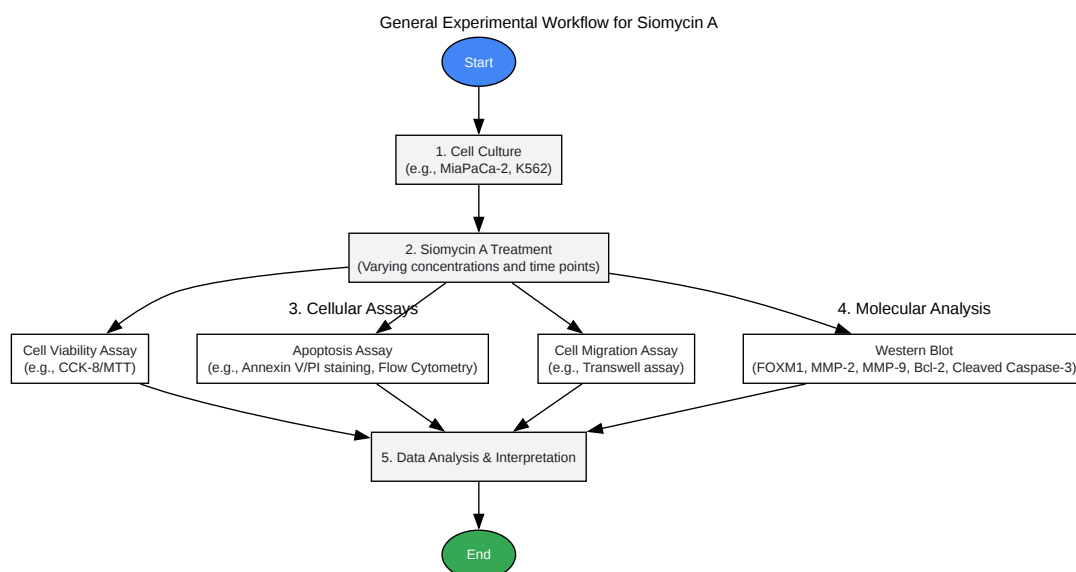 General Experimental Workflow for Siomycin A
Start
1. Cell Culture
(e.g., MiaPaCa-2, K562)
2. Siomycin A Treatment
(Varying concentrations and time points)
3. Cellular Assays
4. Molecular Analysis
Cell Viability Assay
(e.g., CCK-8/MTT)
Apoptosis Assay
(e.g., Annexin V/PI staining, Flow Cytometry)
Cell Migration Assay
(e.g., Transwell assay)
Western Blot
(FOXM1, MMP-2, MMP-9, Bcl-2, Cleaved Caspase-3)
5. Data Analysis & Interpretation
End